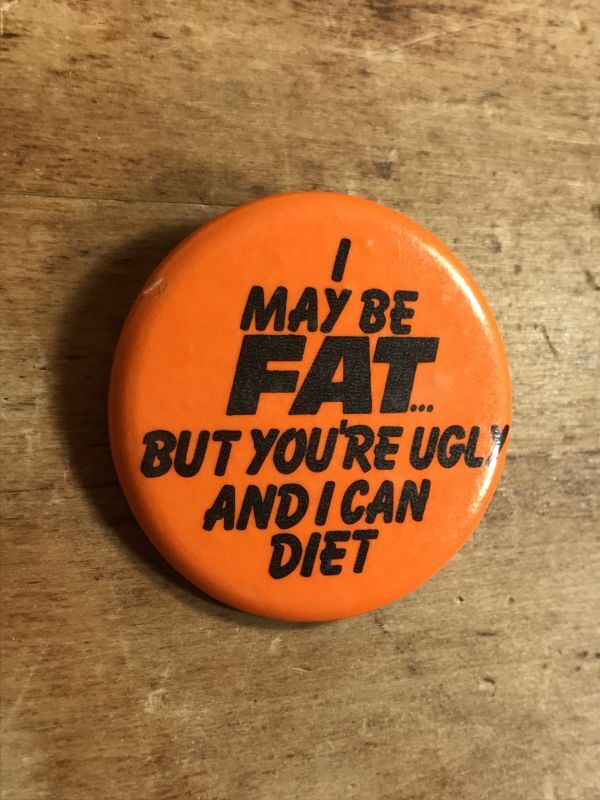 I
MAY BE
FAT...
BUT YOU'RE UGLY
AND I CAN
DIET